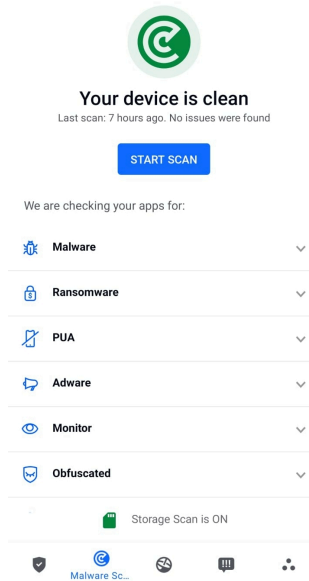 Your device is clean
Last scan: 7 hours ago. No issues were found
START SCAN
We are checking your apps for:
Malware
Ransomware
PUA
Adware
Monitor
Obfuscated
Storage Scan is ON
Malware Sc...